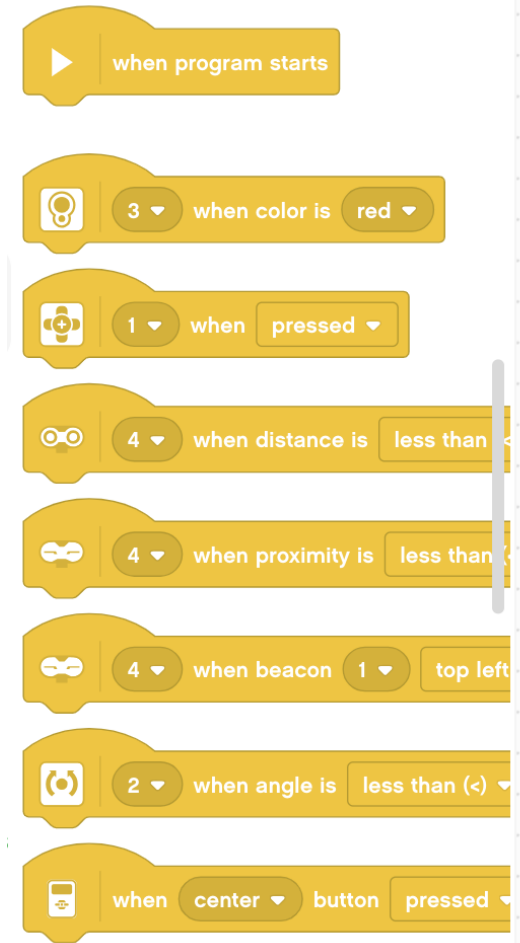 when program starts
3 when color is red
1 when pressed
4 when distance is less than
4 when proximity is less than
4 when beacon 1 top left
2 when angle is less than (<)
when center button pressed